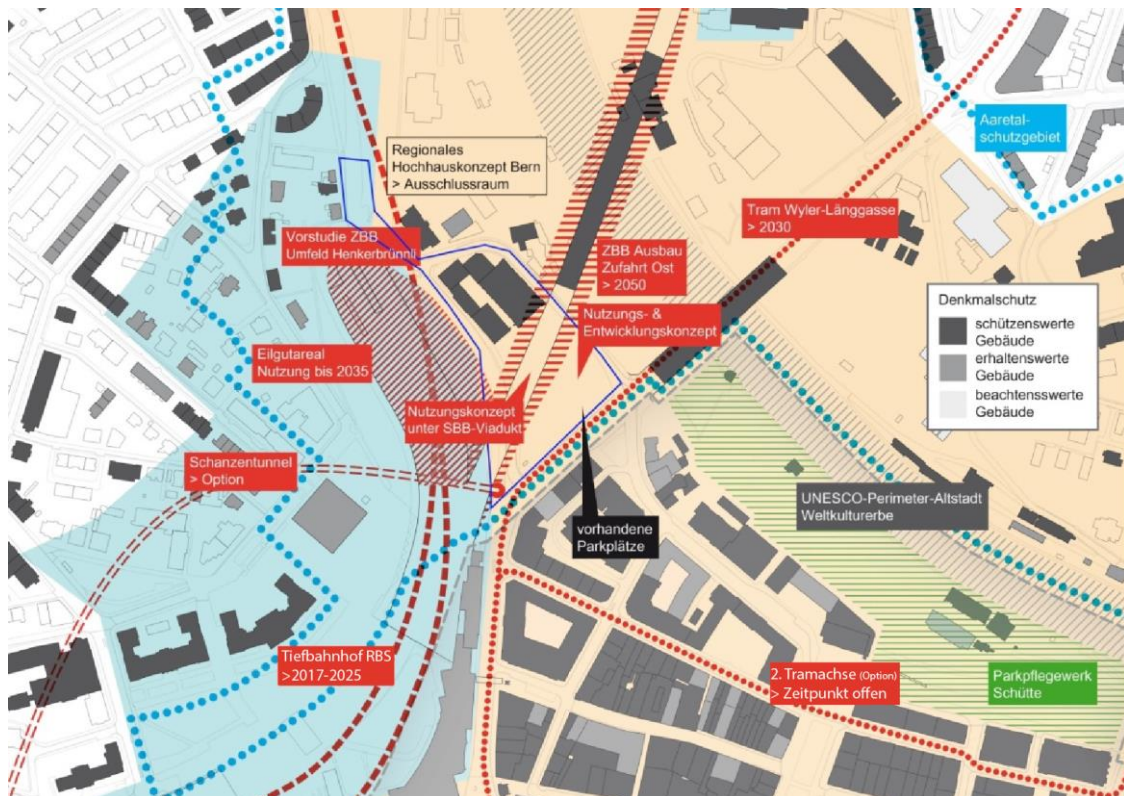 Regionales
Hochhauskonzept Bern
> Ausschlussraum
Aaretal-
schutzgebiet
Vorstudie ZBB
Umfeld Henkerbrünnli
Tram Wyler-Länggasse
> 2030
ZBB Ausbau
Zufahrt Ost
> 2050
Nutzungs- &
Entwicklungskonzept
Denkmalschutz
schützenswerte
Gebäude
erhaltenswerte
Gebäude
beachtensswerte
Gebäude
Eilgutareal
Nutzung bis 2035
Nutzungskonzept
unter SBB-Viadukt
Schanzentunnel
> Option
UNESCO-Perimeter-Altstadt
Weltkulturerbe
vorhandene
Parkplätze
Tiefbahnhof RBS
>2017-2025
2. Tramachse (Option)
> Zeitpunkt offen
Parkpflegewerk
Schütte